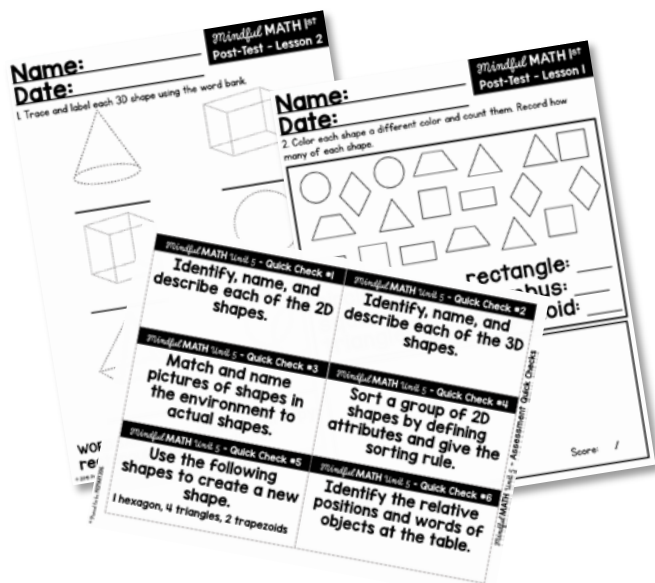 Mindful MATH 1st
Post-Test - Lesson 2
Name:
Date:
1. Trace and label each 3D shape using the word bank.
Mindful MATH 1st
Post-Test - Lesson 1
Name:
Date:
2. Color each shape a different color and count them. Record how
many of each shape.
rectangle:
Score: /
Mindful MATH Unit 5 - Quick Check #1
Identify, name, and
describe each of the 2D
shapes.
Mindful MATH Unit 5 - Quick Check #2
Identify, name, and
describe each of the 3D
shapes.
Mindful MATH Unit 5 - Quick Check #3
Match and name
pictures of shapes in
the environment to
actual shapes.
Mindful MATH Unit 5 - Quick Check #4
Sort a group of 2D
shapes by defining
attributes and give the
sorting rule.
Mindful MATH Unit 5 - Quick Check #5
Use the following
shapes to create a new
shape.
1 hexagon, 4 triangles, 2 trapezoids
Mindful MATH Unit 5 - Quick Check #6
Identify the relative
positions and words of
objects at the table.
Mindful MATH Unit 5 - Assessment Quick Checks